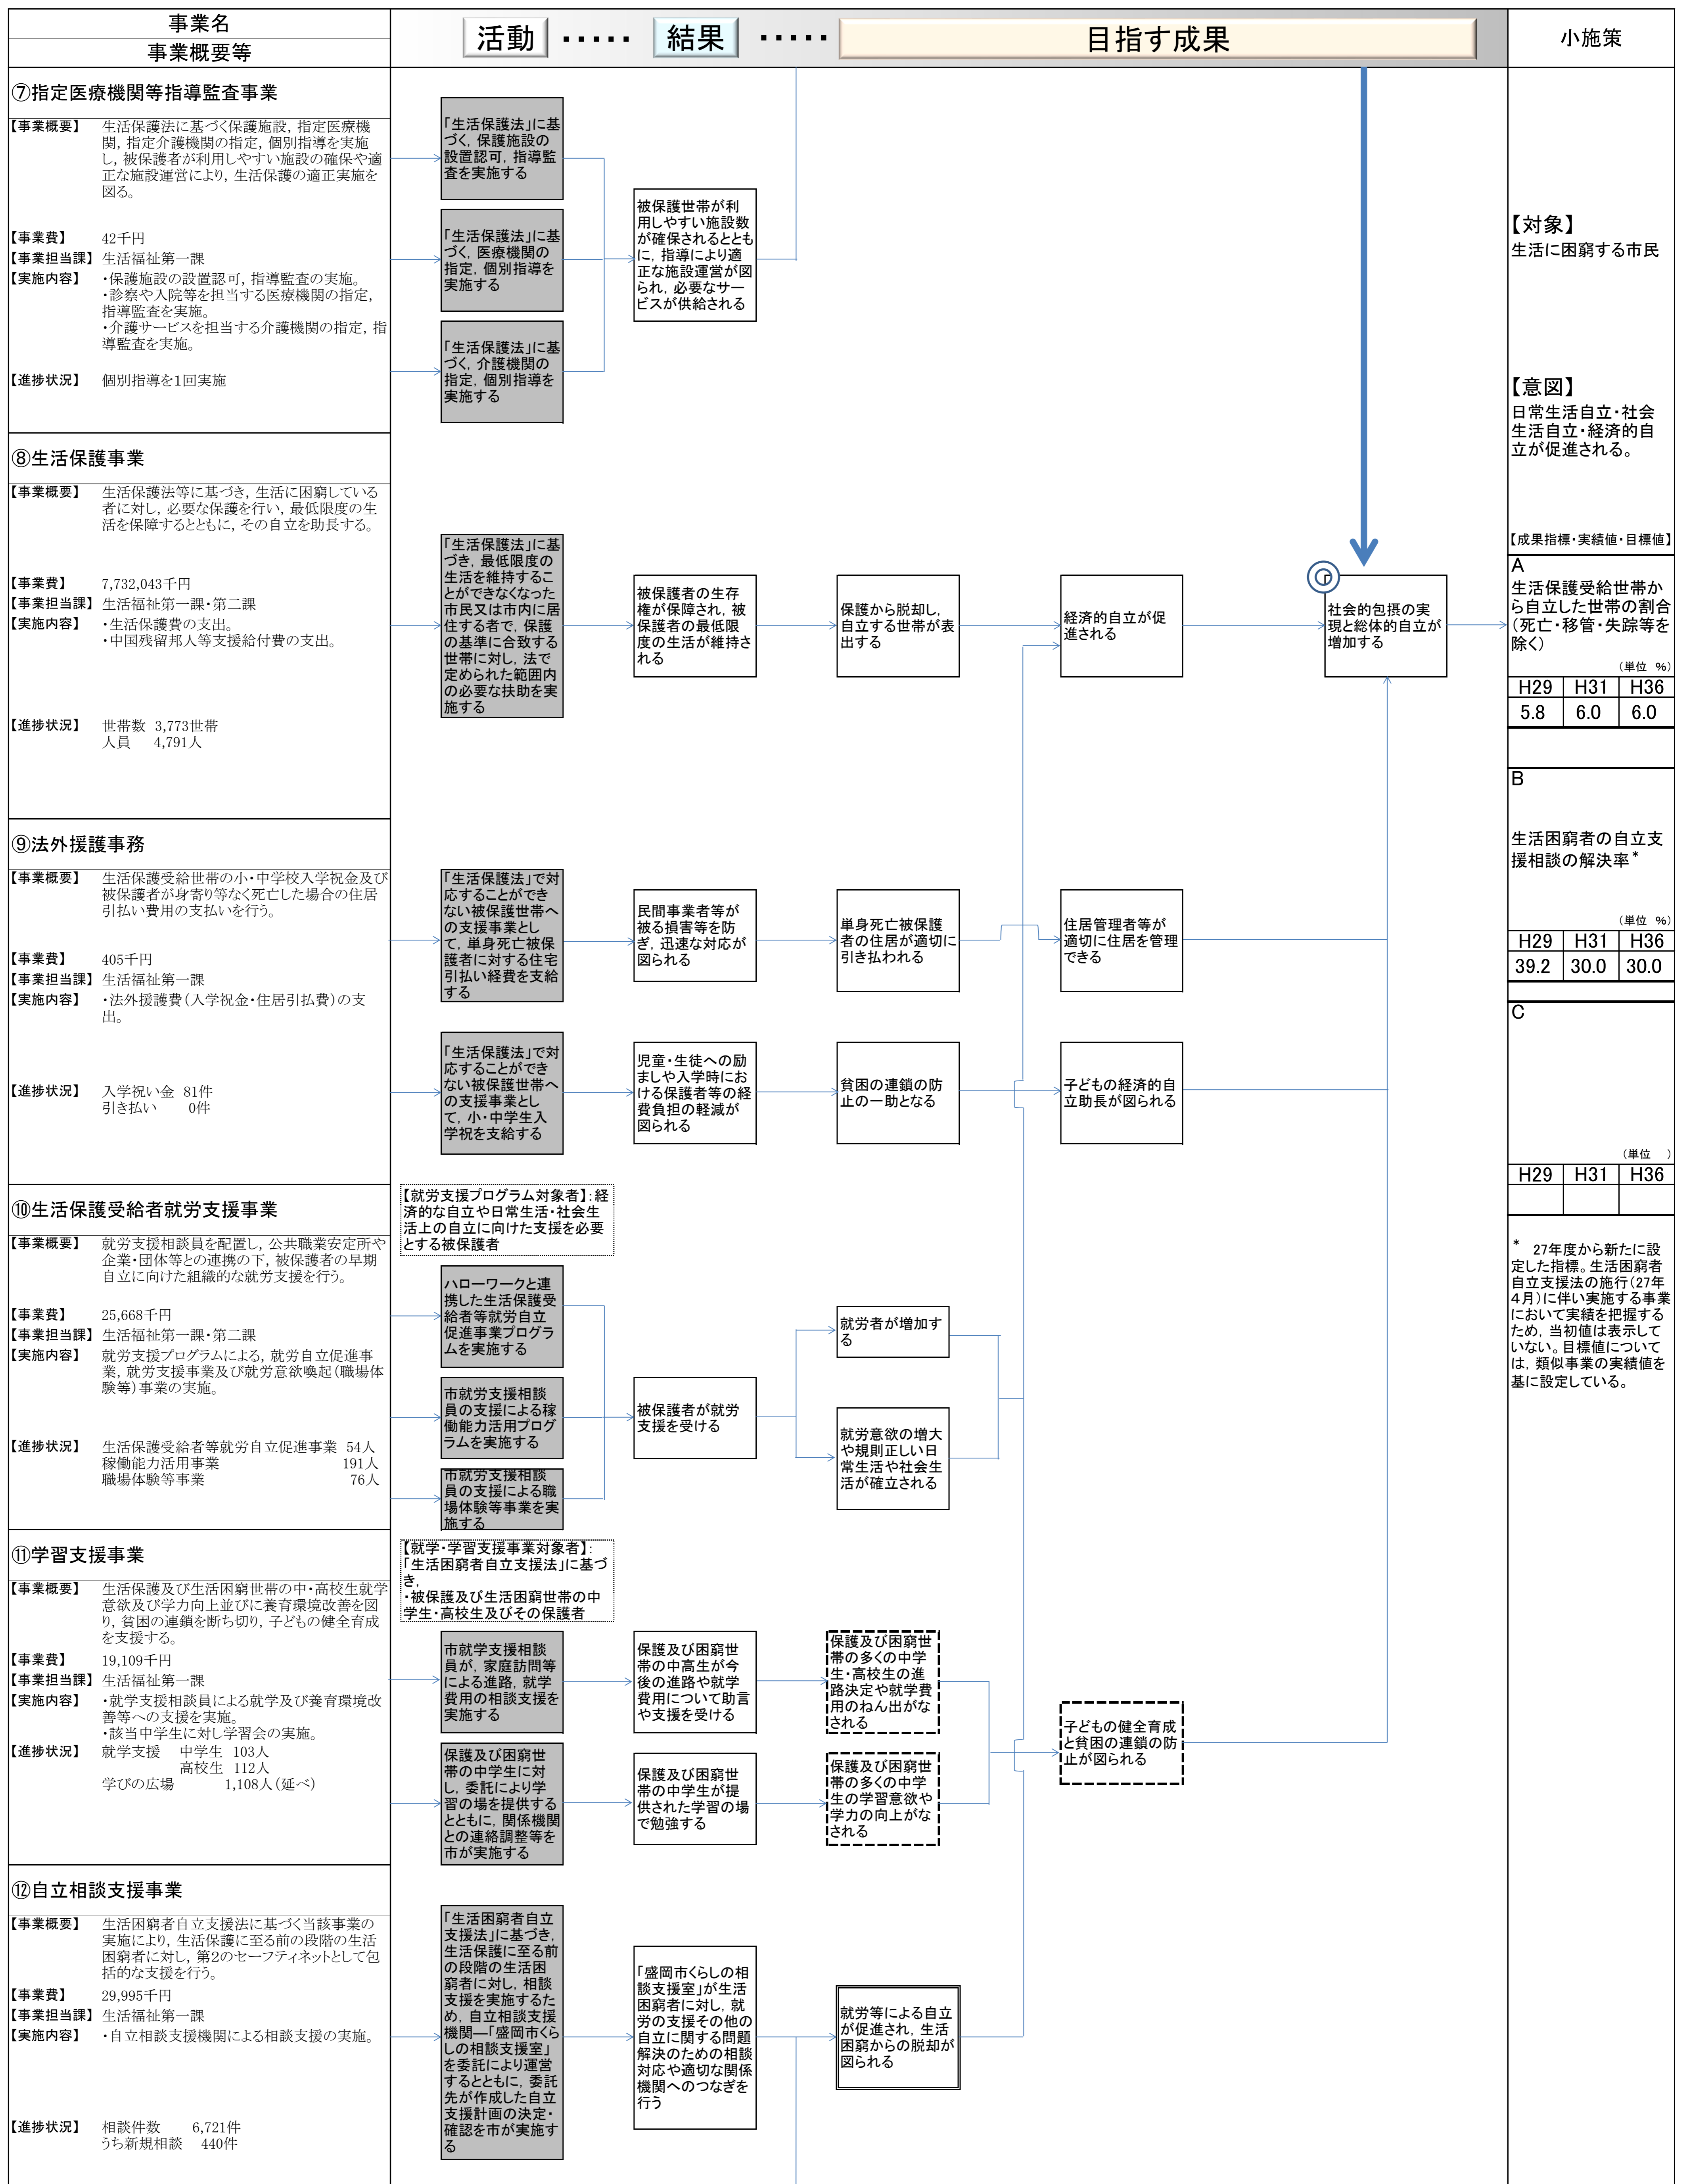 事業名
事業概要等
活動
・・・・・
結果
・・・・・
目指す成果
小施策
⑦指定医療機関等指導監査事業
【事業概要】 生活保護法に基づく保護施設，指定医療機
関，指定介護機関の指定，個別指導を実施
し，被保護者が利用しやすい施設の確保や適
正な施設運営により，生活保護の適正実施を
図る。
【事業費】 42千円
【事業担当課】 生活福祉第一課
【実施内容】 ・保護施設の設置認可，指導監査の実施。
・診察や入院等を担当する医療機関の指定，
指導監査を実施。
・介護サービスを担当する介護機関の指定，指
導監査を実施。
【進捗状況】 個別指導を1回実施
「生活保護法」に基
づく，保護施設の
設置認可，指導監
査を実施する
「生活保護法」に基
づく，医療機関の
指定，個別指導を
実施する
「生活保護法」に基
づく，介護機関の
指定，個別指導を
実施する
被保護世帯が利
用しやすい施設数
が確保されるととも
に，指導により適
正な施設運営が図
られ，必要なサー
ビスが供給される
⑧生活保護事業
【事業概要】 生活保護法等に基づき，生活に困窮している
者に対し，必要な保護を行い，最低限度の生
活を保障するとともに，その自立を助長する。
【事業費】 7,732,043千円
【事業担当課】 生活福祉第一課・第二課
【実施内容】 ・生活保護費の支出。
・中国残留邦人等支援給付費の支出。
【進捗状況】 世帯数 3,773世帯
人員 4,791人
「生活保護法」に基
づき，最低限度の
生活を維持するこ
とができなくなった
市民又は市内に居
住する者で，保護
の基準に合致する
世帯に対し，法で
定められた範囲内
の必要な扶助を実
施する
被保護者の生存
権が保障され，被
保護者の最低限
度の生活が維持さ
れる
保護から脱却し，
自立する世帯が表
出する
経済的自立が促
進される
社会的包摂の実
現と総体的自立が
増加する
⑨法外援護事務
【事業概要】 生活保護受給世帯の小・中学校入学祝金及び
被保護者が身寄り等なく死亡した場合の住居
引払い費用の支払いを行う。
【事業費】 405千円
【事業担当課】 生活福祉第一課
【実施内容】 ・法外援護費（入学祝金・住居引払費）の支
出。
【進捗状況】 入学祝い金 81件
引き払い 0件
「生活保護法」で対
応することができ
ない被保護世帯へ
の支援事業とし
て，単身死亡被保
護者に対する住宅
引払い経費を支給
する
民間事業者等が
被る損害等を防
ぎ，迅速な対応が
図られる
単身死亡被保護
者の住居が適切に
引き払われる
住居管理者等が
適切に住居を管理
できる
「生活保護法」で対
応することができ
ない被保護世帯へ
の支援事業とし
て，小・中学生入
学祝を支給する
児童・生徒への励
ましや入学時にお
ける保護者等の経
費負担の軽減が
図られる
貧困の連鎖の防
止の一助となる
子どもの経済的自
立助長が図られる
⑩生活保護受給者就労支援事業
【事業概要】 就労支援相談員を配置し，公共職業安定所や
企業・団体等との連携の下，被保護者の早期
自立に向けた組織的な就労支援を行う。
【事業費】 25,668千円
【事業担当課】 生活福祉第一課・第二課
【実施内容】 就労支援プログラムによる，就労自立促進事
業，就労支援事業及び就労意欲喚起（職場体
験等）事業の実施。
【進捗状況】 生活保護受給者等就労自立促進事業 54人
稼働能力活用事業 191人
職場体験等事業 76人
【就労支援プログラム対象者】：経
済的な自立や日常生活・社会生
活上の自立に向けた支援を必要
とする被保護者
ハローワークと連
携した生活保護受
給者等就労自立
促進事業プログラ
ムを実施する
市就労支援相談
員の支援による稼
働能力活用プログ
ラムを実施する
市就労支援相談
員の支援による職
場体験等事業を実
施する
被保護者が就労
支援を受ける
就労者が増加す
る
就労意欲の増大
や規則正しい日
常生活や社会生
活が確立される
⑪学習支援事業
【事業概要】 生活保護及び生活困窮世帯の中・高校生就学
意欲及び学力向上並びに養育環境改善を図
り，貧困の連鎖を断ち切り，子どもの健全育成
を支援する。
【事業費】 19,109千円
【事業担当課】 生活福祉第一課
【実施内容】 ・就学支援相談員による就学及び養育環境改
善等への支援を実施。
・該当中学生に対し学習会の実施。
【進捗状況】 就学支援 中学生 103人
高校生 112人
学びの広場 1,108人（延べ）
【就学・学習支援事業対象者】：
「生活困窮者自立支援法」に基づ
き，
・被保護及び生活困窮世帯の中
学生・高校生及びその保護者
市就学支援相談
員が，家庭訪問等
による進路，就学
費用の相談支援を
実施する
保護及び困窮世
帯の中高生が今
後の進路や就学
費用について助言
や支援を受ける
保護及び困窮世
帯の多くの中学
生・高校生の進
路決定や就学費
用のねん出がな
される
保護及び困窮世
帯の中学生に対
し，委託により学
習の場を提供する
とともに，関係機関
との連絡調整等を
市が実施する
保護及び困窮世
帯の中学生が提
供された学習の場
で勉強する
保護及び困窮世
帯の多くの中学
生の学習意欲や
学力の向上がな
される
子どもの健全育成
と貧困の連鎖の防
止が図られる
⑫自立相談支援事業
【事業概要】 生活困窮者自立支援法に基づく当該事業の
実施により，生活保護に至る前の段階の生活
困窮者に対し，第2のセーフティネットとして包
括的な支援を行う。
【事業費】 29,995千円
【事業担当課】 生活福祉第一課
【実施内容】 ・自立相談支援機関による相談支援の実施。
【進捗状況】 相談件数 6,721件
うち新規相談 440件
「生活困窮者自立
支援法」に基づき，
生活保護に至る前
の段階の生活困
窮者に対し，相談
支援を実施するた
め，自立相談支援
機関―「盛岡市くら
しの相談支援室」
を委託により運営
するとともに，委託
先が作成した自立
支援計画の決定・
確認を市が実施す
る
「盛岡市くらしの相
談支援室」が生活
困窮者に対し，就
労の支援その他の
自立に関する問題
解決のための相談
対応や適切な関係
機関へのつなぎを
行う
就労等による自立
が促進され，生活
困窮からの脱却が
図られる
【対象】
生活に困窮する市民
【意図】
日常生活自立・社会
生活自立・経済的自
立が促進される。
【成果指標・実績値・目標値】
A
生活保護受給世帯か
ら自立した世帯の割合
（死亡・移管・失踪等を
除く）
（単位 %）
H29 H31 H36
5.8 6.0 6.0
B
生活困窮者の自立支
援相談の解決率*
（単位 %）
H29 H31 H36
39.2 30.0 30.0
C
（単位 ）
H29 H31 H36
* 27年度から新たに設
定した指標。生活困窮者
自立支援法の施行（27年
4月）に伴い実施する事業
において実績を把握する
ため，当初値は表示して
いない。目標値について
は，類似事業の実績値を
基に設定している。